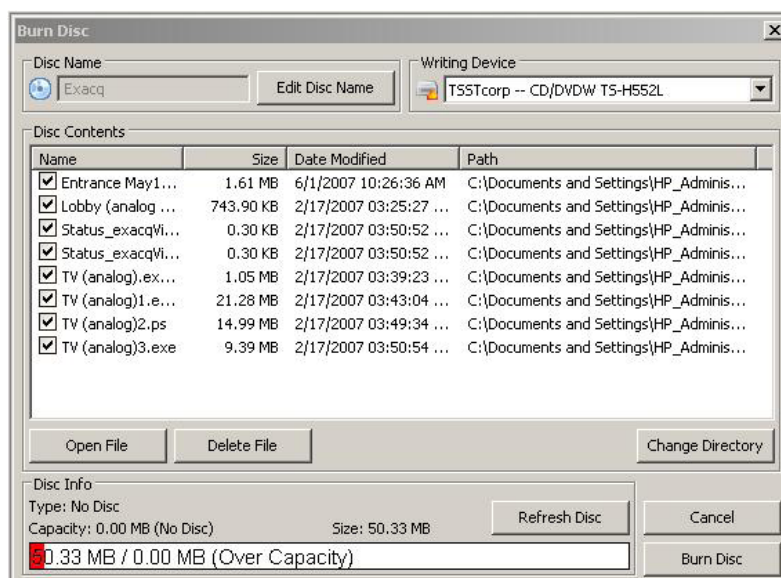 Burn Disc
Disc Name
Writing Device
Exacq
Edit Disc Name
TSSTcorp -- CD/DVDW TS-H552L
Disc Contents
Name Size Date Modified Path
Entrance May1... 1.61 MB 6/1/2007 10:26:36 AM C:\Documents and Settings\HP_Adminis...
Lobby (analog ... 743.90 KB 2/17/2007 03:25:27 ... C:\Documents and Settings\HP_Adminis...
Status_exacqVi... 0.30 KB 2/17/2007 03:50:52 ... C:\Documents and Settings\HP_Adminis...
Status_exacqVi... 0.30 KB 2/17/2007 03:50:52 ... C:\Documents and Settings\HP_Adminis...
TV (analog).ex... 1.05 MB 2/17/2007 03:39:23 ... C:\Documents and Settings\HP_Adminis...
TV (analog)1.e... 21.28 MB 2/17/2007 03:43:04 ... C:\Documents and Settings\HP_Adminis...
TV (analog)2.ps 14.99 MB 2/17/2007 03:49:34 ... C:\Documents and Settings\HP_Adminis...
TV (analog)3.exe 9.39 MB 2/17/2007 03:50:54 ... C:\Documents and Settings\HP_Adminis...
Open File
Delete File
Change Directory
Disc Info
Type: No Disc
Capacity: 0.00 MB (No Disc) Size: 50.33 MB
Refresh Disc
Cancel
50.33 MB / 0.00 MB (Over Capacity)
Burn Disc